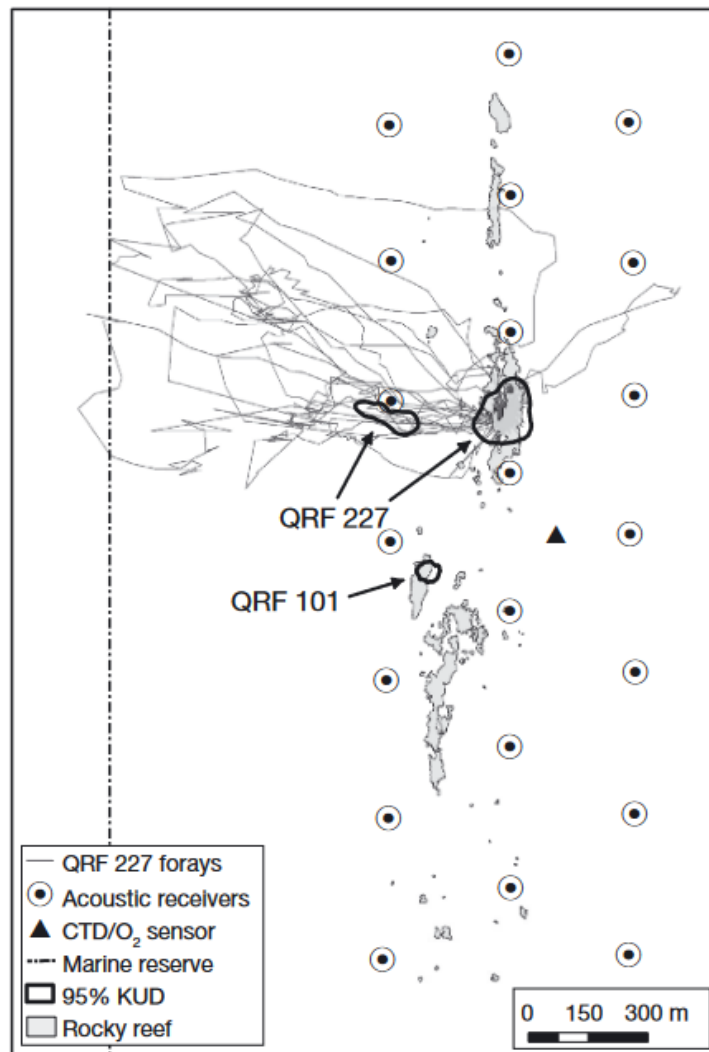 QRF 227
QRF 101
QRF 227 forays
Acoustic receivers
CTD/O₂ sensor
Marine reserve
95% KUD
Rocky reef
0 150 300 m